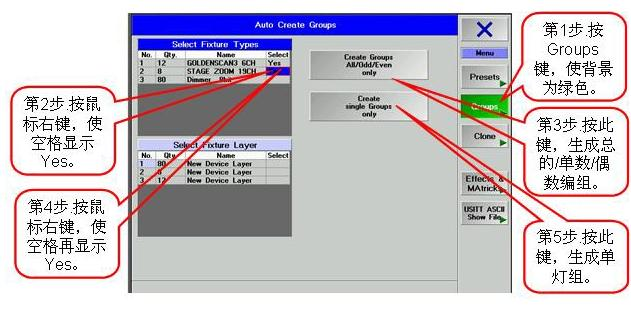 Auto Create Groups
Select Fixture Types
No. Qty. Name Select
1 12 GOLDENSCAN3 6CH Yes
2 8 STAGE ZOOM 19CH
3 80 Dimmer
Select Fixture Layer
No. Qty. Name Select
1 80 New Device Layer
2 8 New Device Layer
3 12 New Device Layer
Create Groups
All/Odd/Even
only
Create
single Groups
only
Menu
Presets
Groups
Clone
Effects &
MAtricks
USITT ASCII
Show File
第1步.按
Groups
键，使背景
为绿色。
第2步.按鼠
标右键，使
空格显示
Yes。
第3步.按此
键，生成总
的/单数/偶
数编组。
第4步.按鼠
标右键，使
空格再显示
Yes。
第5步.按此
键，生成单
灯组。